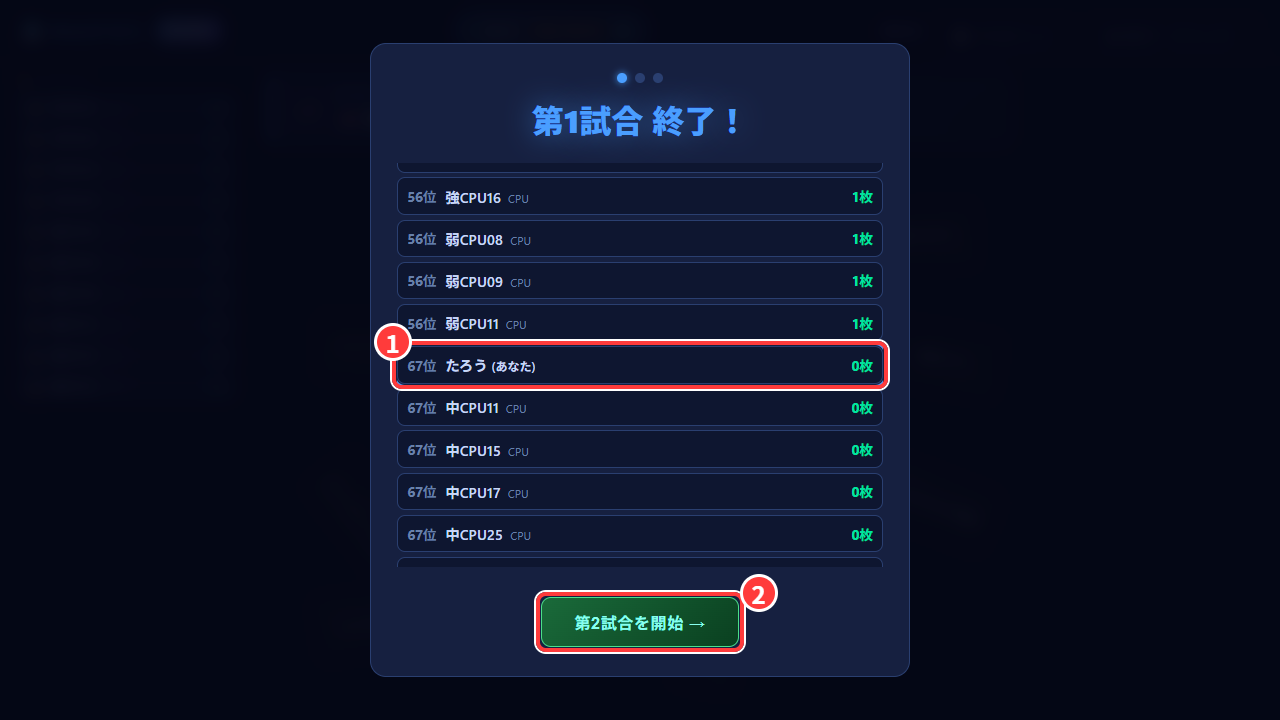 第1試合 終了！
56位 強CPU16 CPU 1枚
56位 弱CPU08 CPU 1枚
56位 弱CPU09 CPU 1枚
56位 弱CPU11 CPU 1枚
1
67位 たろう (あなた) 0枚
67位 中CPU11 CPU 0枚
67位 中CPU15 CPU 0枚
67位 中CPU17 CPU 0枚
67位 中CPU25 CPU 0枚
2
第2試合を開始 →